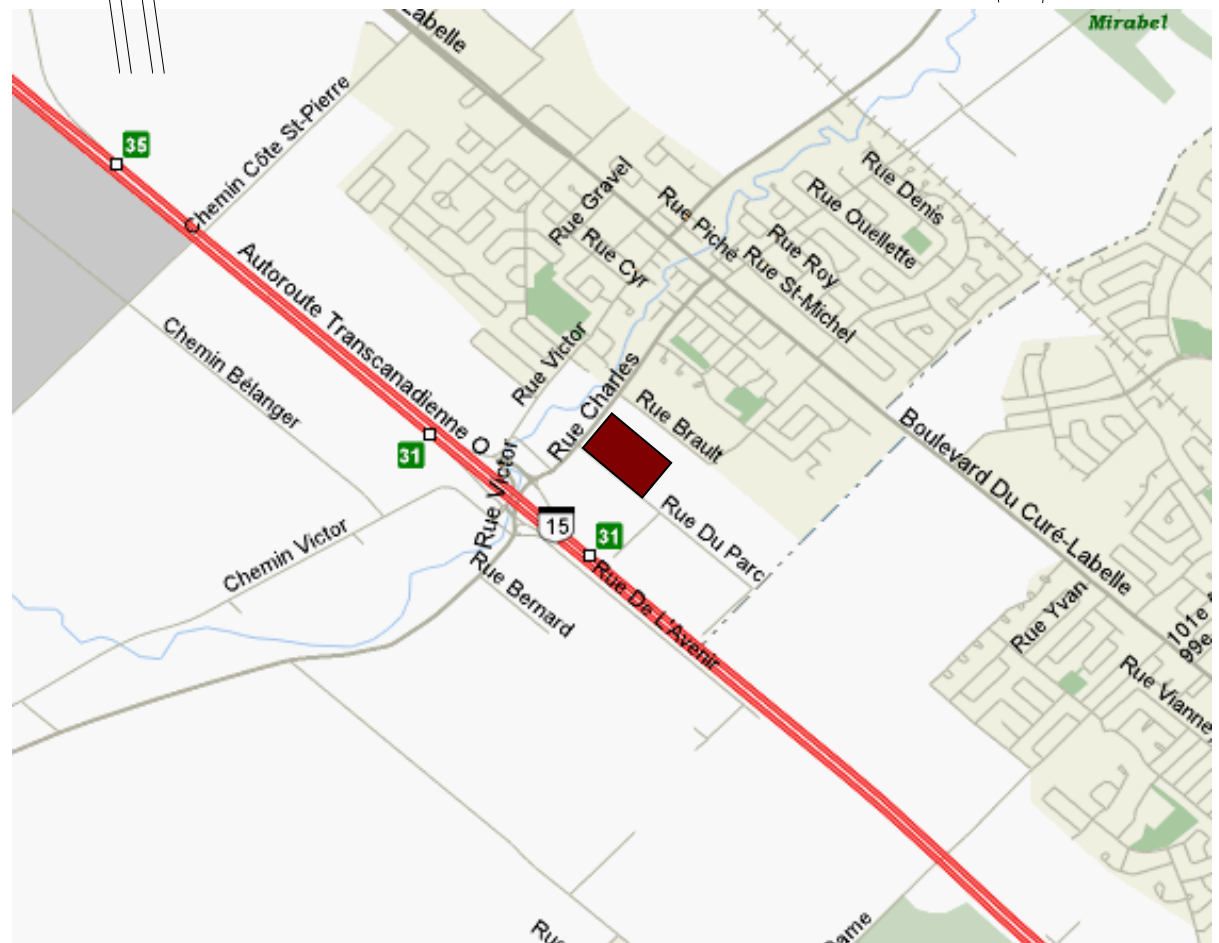 Mirabel
Labelle
35
Chemin Côte St-Pierre
Rue Denis
Rue Gravel
Rue Ouellette
Rue Piché
Rue Cyr
Rue Roy
Rue St-Michel
Autoroute Transcanadienne O
Chemin Bélanger
Rue Victor
Rue Charles
Rue Brault
Boulevard Du Curé-Labelle
31
Rue Victor
15
31
Rue Du Parc
Chemin Victor
Rue Bernard
Rue De L'Avenir
Rue Yvan
101e
99e
Rue Vianney
Rue